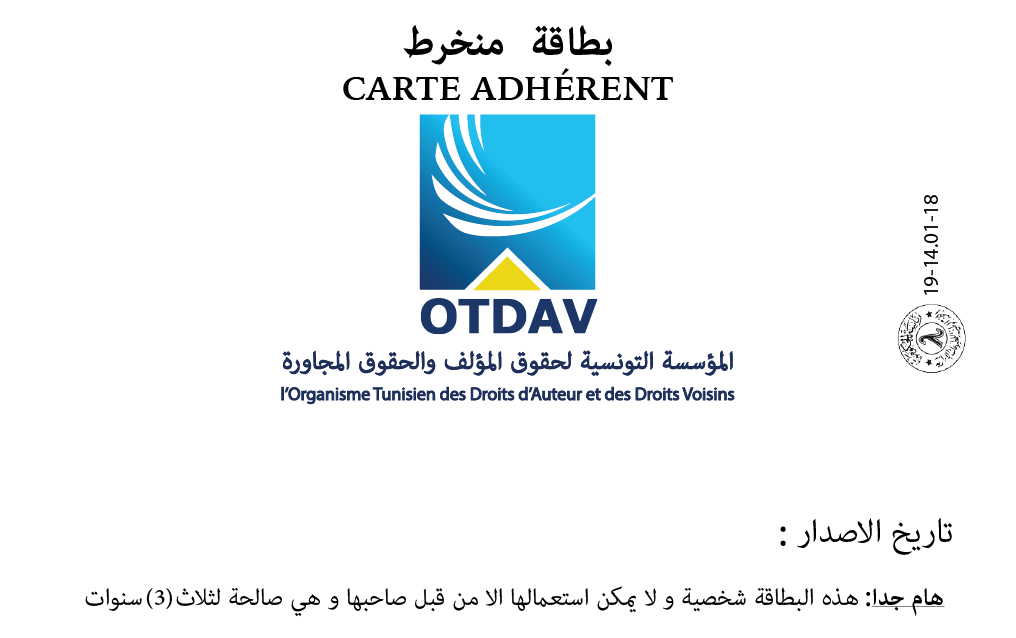 بطاقة منخرط
CARTE ADHÉRENT
OTDAV
المؤسسة التونسية لحقوق المؤلف والحقوق المجاورة
l'Organisme Tunisien des Droits d'Auteur et des Droits Voisins
19-14.01-18
تاريخ الاصدار :
هام جدا: هذه البطاقة شخصية و لا يمكن استعمالها الا من قبل صاحبها و هي صالحة لثلاث(3) سنوات